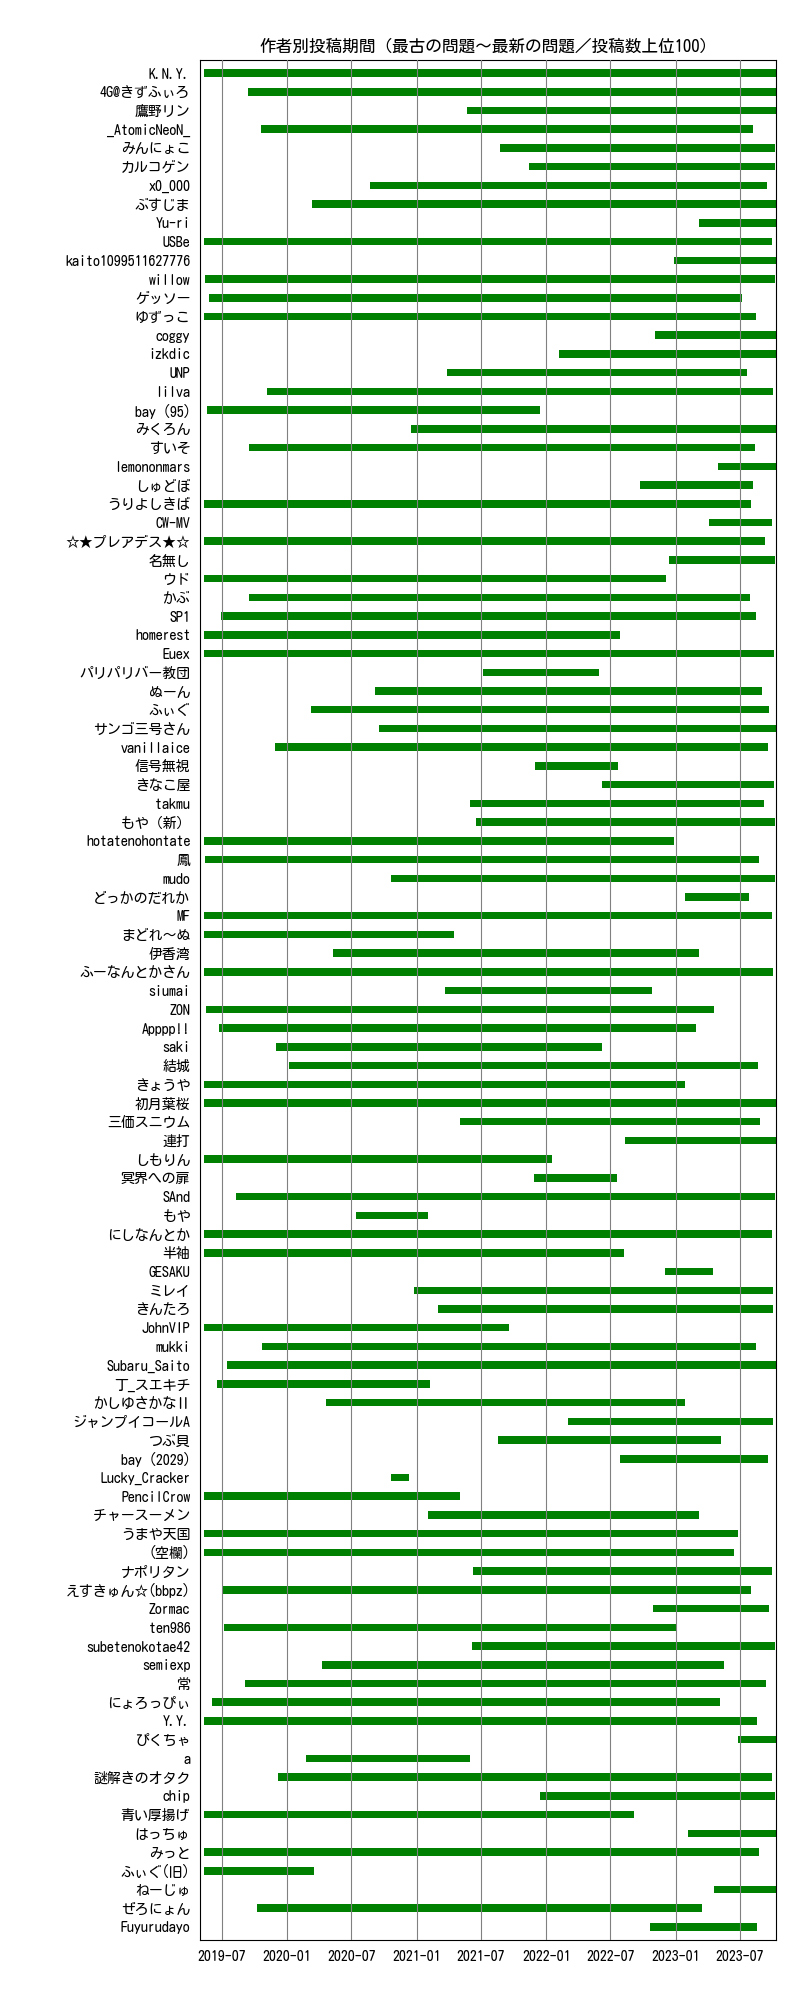 作者別投稿期間（最古の問題～最新の問題／投稿数上位100）
K.N.Y.
4G@きずふぃろ
鷹野リン
_AtomicNeoN_
みんにょこ
カルコゲン
x0_000
ぶすじま
Yu-ri
USBe
kaito1099511627776
willow
ゲッソー
ゆずっこ
coggy
izkdic
UNP
lilva
bay (95)
みくろん
すいそ
lemononmars
しゅどぼ
うりよしきば
CW-MV
☆★プレアデス★☆
名無し
ウド
かぶ
SP1
homerest
Euex
パリパリバー教団
ぬーん
ふぃぐ
サンゴ三号さん
vanillaice
信号無視
きなこ屋
takmu
もや（新）
hotatenohontate
鳳
mudo
どっかのだれか
MF
まどれ～ぬ
伊香湾
ふーなんとかさん
siumai
ZON
Appppll
saki
結城
きょうや
初月葉桜
三価スニウム
連打
しもりん
冥界への扉
SAnd
もや
にしなんとか
半袖
GESAKU
ミレイ
きんたろ
JohnVIP
mukki
Subaru_Saito
丁_スエキチ
かしゆさかなII
ジャンプイコールA
つぶ貝
bay (2029)
Lucky_Cracker
PencilCrow
チャースーメン
うまや天国
(空欄)
ナポリタン
えすきゅん☆(bbpz)
Zormac
ten986
subetenokotae42
semiexp
常
にょろっぴぃ
Y.Y.
ぴくちゃ
a
謎解きのオタク
chip
青い厚揚げ
はっちゅ
みっと
ふぃぐ(旧)
ねーじゅ
ぜろにょん
Fuyurudayo
2019-07 2020-01 2020-07 2021-01 2021-07 2022-01 2022-07 2023-01 2023-07